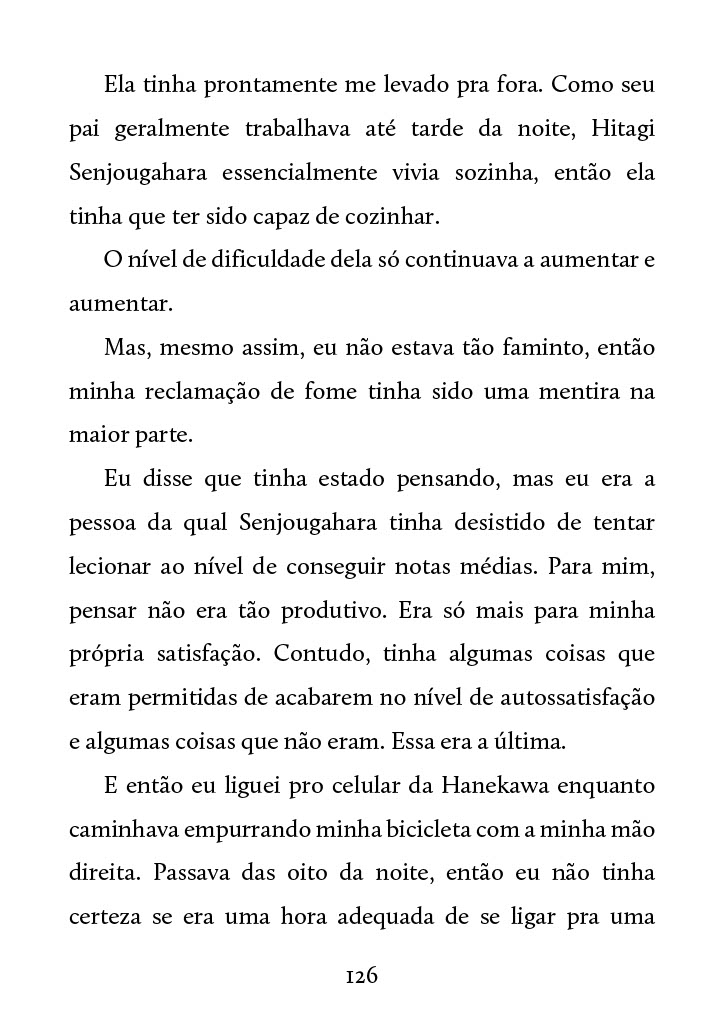 Ela tinha prontamente me levado pra fora. Como seu
pai geralmente trabalhava até tarde da noite, Hitagi
Senjougahara essencialmente vivia sozinha, então ela
tinha que ter sido capaz de cozinhar.
O nível de dificuldade dela só continuava a aumentar e
aumentar.
Mas, mesmo assim, eu não estava tão faminto, então
minha reclamação de fome tinha sido uma mentira na
maior parte.
Eu disse que tinha estado pensando, mas eu era a
pessoa da qual Senjougahara tinha desistido de tentar
lecionar ao nível de conseguir notas médias. Para mim,
pensar não era tão produtivo. Era só mais para minha
própria satisfação. Contudo, tinha algumas coisas que
eram permitidas de acabarem no nível de autossatisfação
e algumas coisas que não eram. Essa era a última.
E então eu liguei pro celular da Hanekawa enquanto
caminhava empurrando minha bicicleta com a minha mão
direita. Passava das oito da noite, então eu não tinha
certeza se era uma hora adequada de se ligar pra uma
126